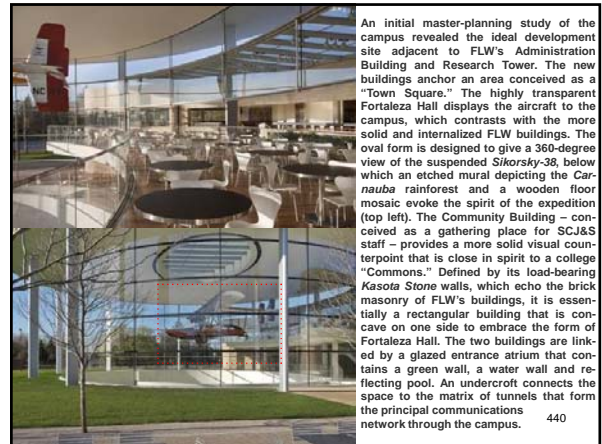 NC
An initial master-planning study of the
campus revealed the ideal development
site adjacent to FLW's Administration
Building and Research Tower. The new
buildings anchor an area conceived as a
“Town Square.” The highly transparent
Fortaleza Hall displays the aircraft to the
campus, which contrasts with the more
solid and internalized FLW buildings. The
oval form is designed to give a 360-degree
view of the suspended Sikorsky-38, below
which an etched mural depicting the Car-
nauba rainforest and a wooden floor
mosaic evoke the spirit of the expedition
(top left). The Community Building – con-
ceived as a gathering place for SCJ&S
staff – provides a more solid visual coun-
terpoint that is close in spirit to a college
“Commons.” Defined by its load-bearing
Kasota Stone walls, which echo the brick
masonry of FLW's buildings, it is essen-
tially a rectangular building that is con-
cave on one side to embrace the form of
Fortaleza Hall. The two buildings are link-
ed by a glazed entrance atrium that con-
tains a green wall, a water wall and re-
flecting pool. An undercroft connects the
space to the matrix of tunnels that form
the principal communications
network through the campus.
440